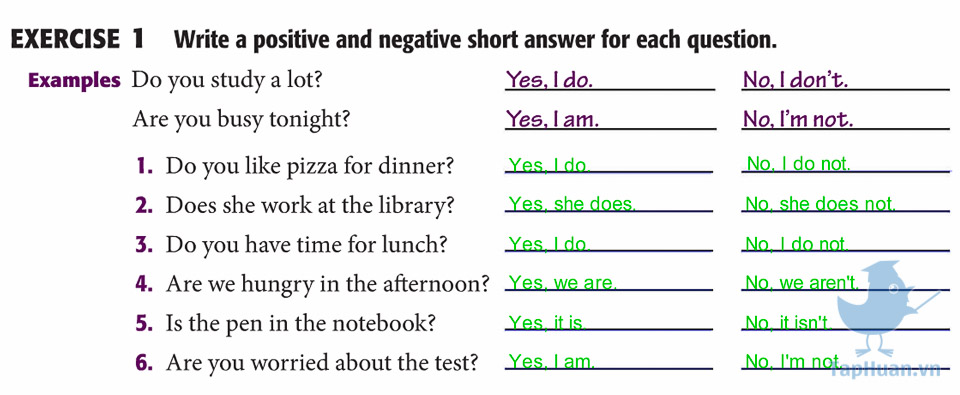 EXERCISE 1 Write a positive and negative short answer for each question.
Examples Do you study a lot? Yes, I do. No, I don't.
Are you busy tonight? Yes, I am. No, I'm not.
1. Do you like pizza for dinner? Yes, I do. No, I do not.
2. Does she work at the library? Yes, she does. No, she does not.
3. Do you have time for lunch? Yes, I do. No, I do not.
4. Are we hungry in the afternoon? Yes, we are. No, we aren't.
5. Is the pen in the notebook? Yes, it is. No, it isn't.
6. Are you worried about the test? Yes, I am. No, I'm not.
TapHuan.vn